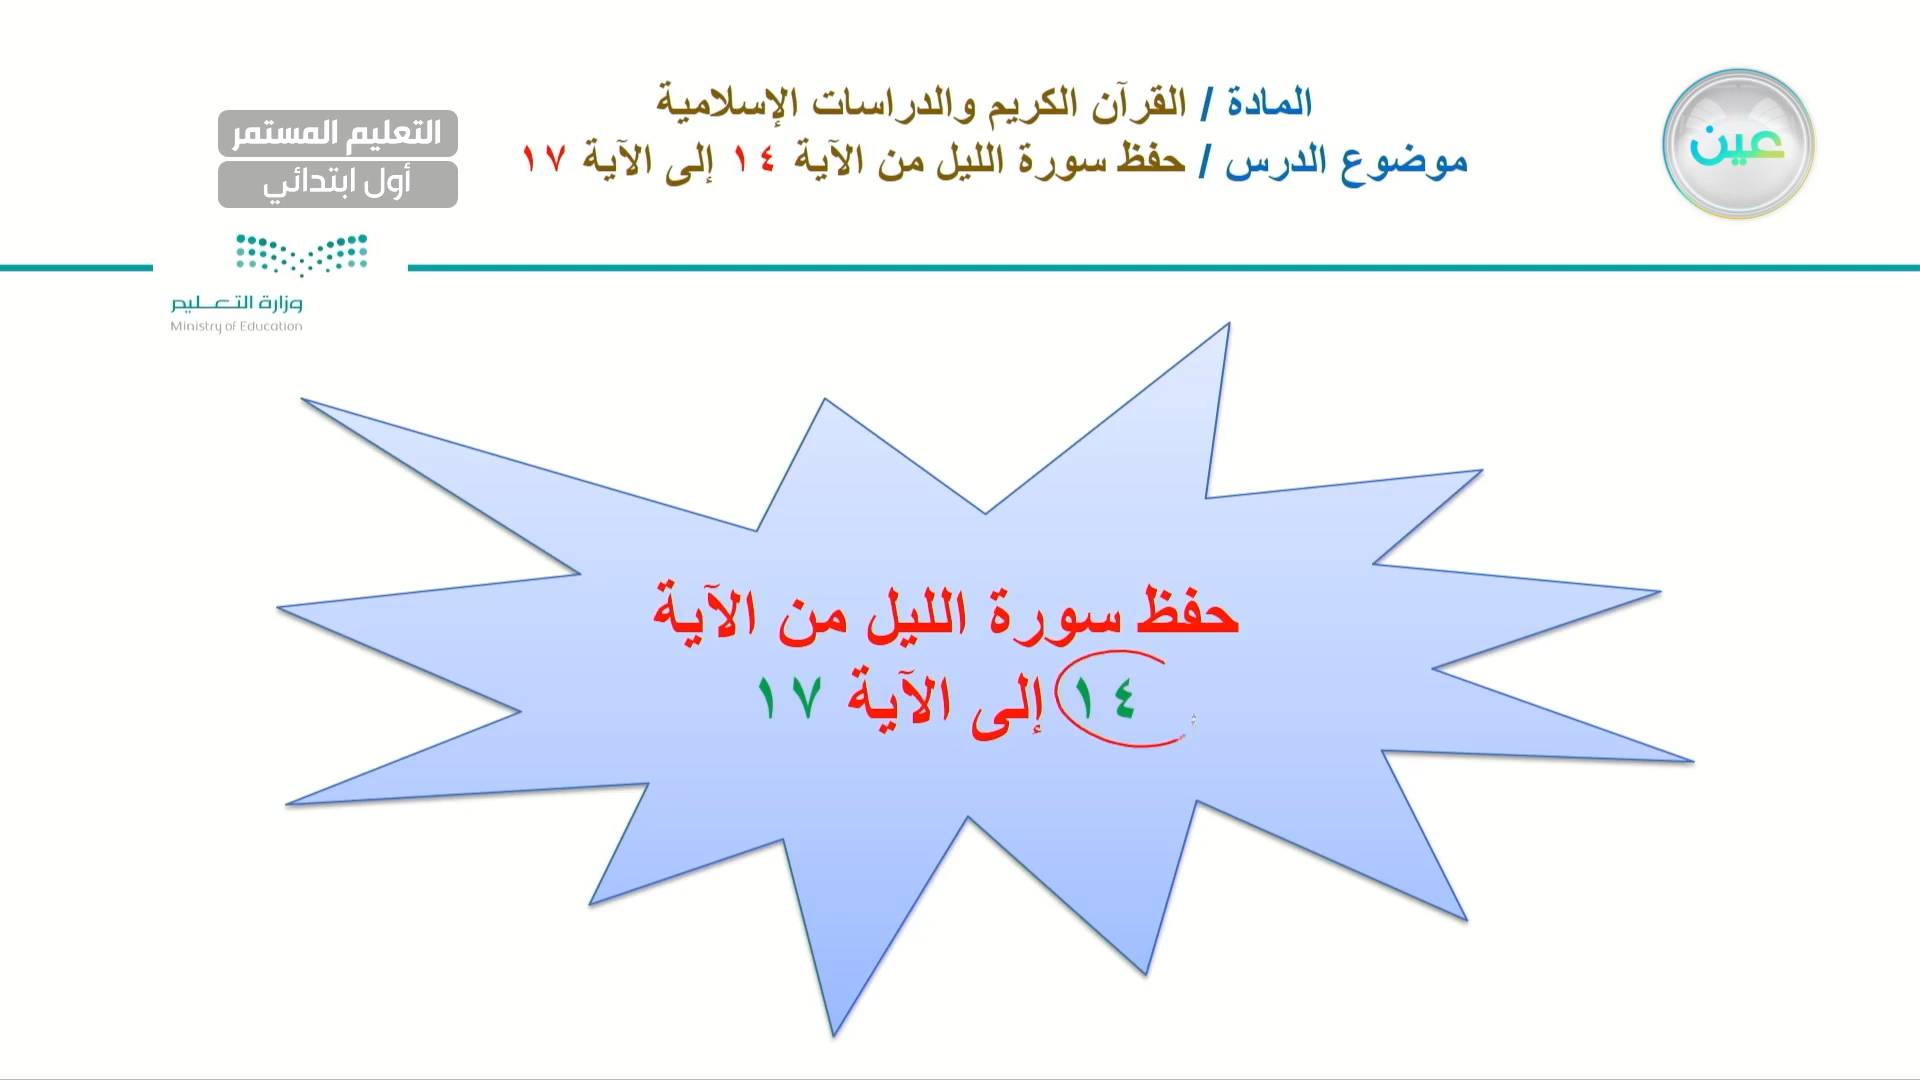 المادة / القرآن الكريم والدراسات الإسلامية
موضوع الدرس / حفظ سورة الليل من الآية ١٤ إلى الآية ١٧
عين
التعليم المستمر
أول ابتدائي
وزارة التعليم
Ministry of Education
حفظ سورة الليل من الآية
١٤ إلى الآية ١٧